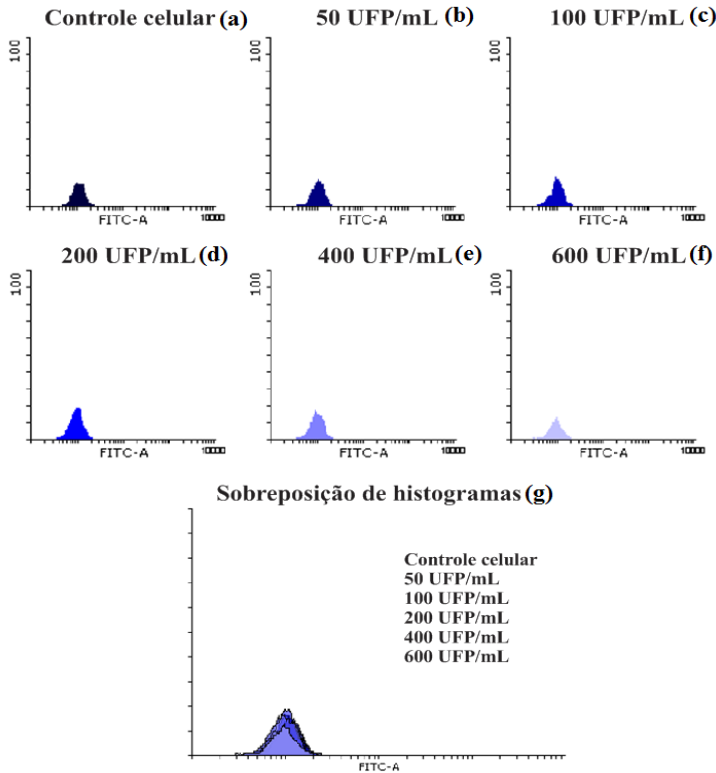 Controle celular (a)
50 UFP/mL (b)
100 UFP/mL (c)
100
FITC-A
10000
100
FITC-A
10000
100
FITC-A
10000
200 UFP/mL (d)
400 UFP/mL (e)
600 UFP/mL (f)
100
FITC-A
10000
100
FITC-A
10000
100
FITC-A
10000
Sobreposição de histogramas (g)
Controle celular
50 UFP/mL
100 UFP/mL
200 UFP/mL
400 UFP/mL
600 UFP/mL
FITC-A